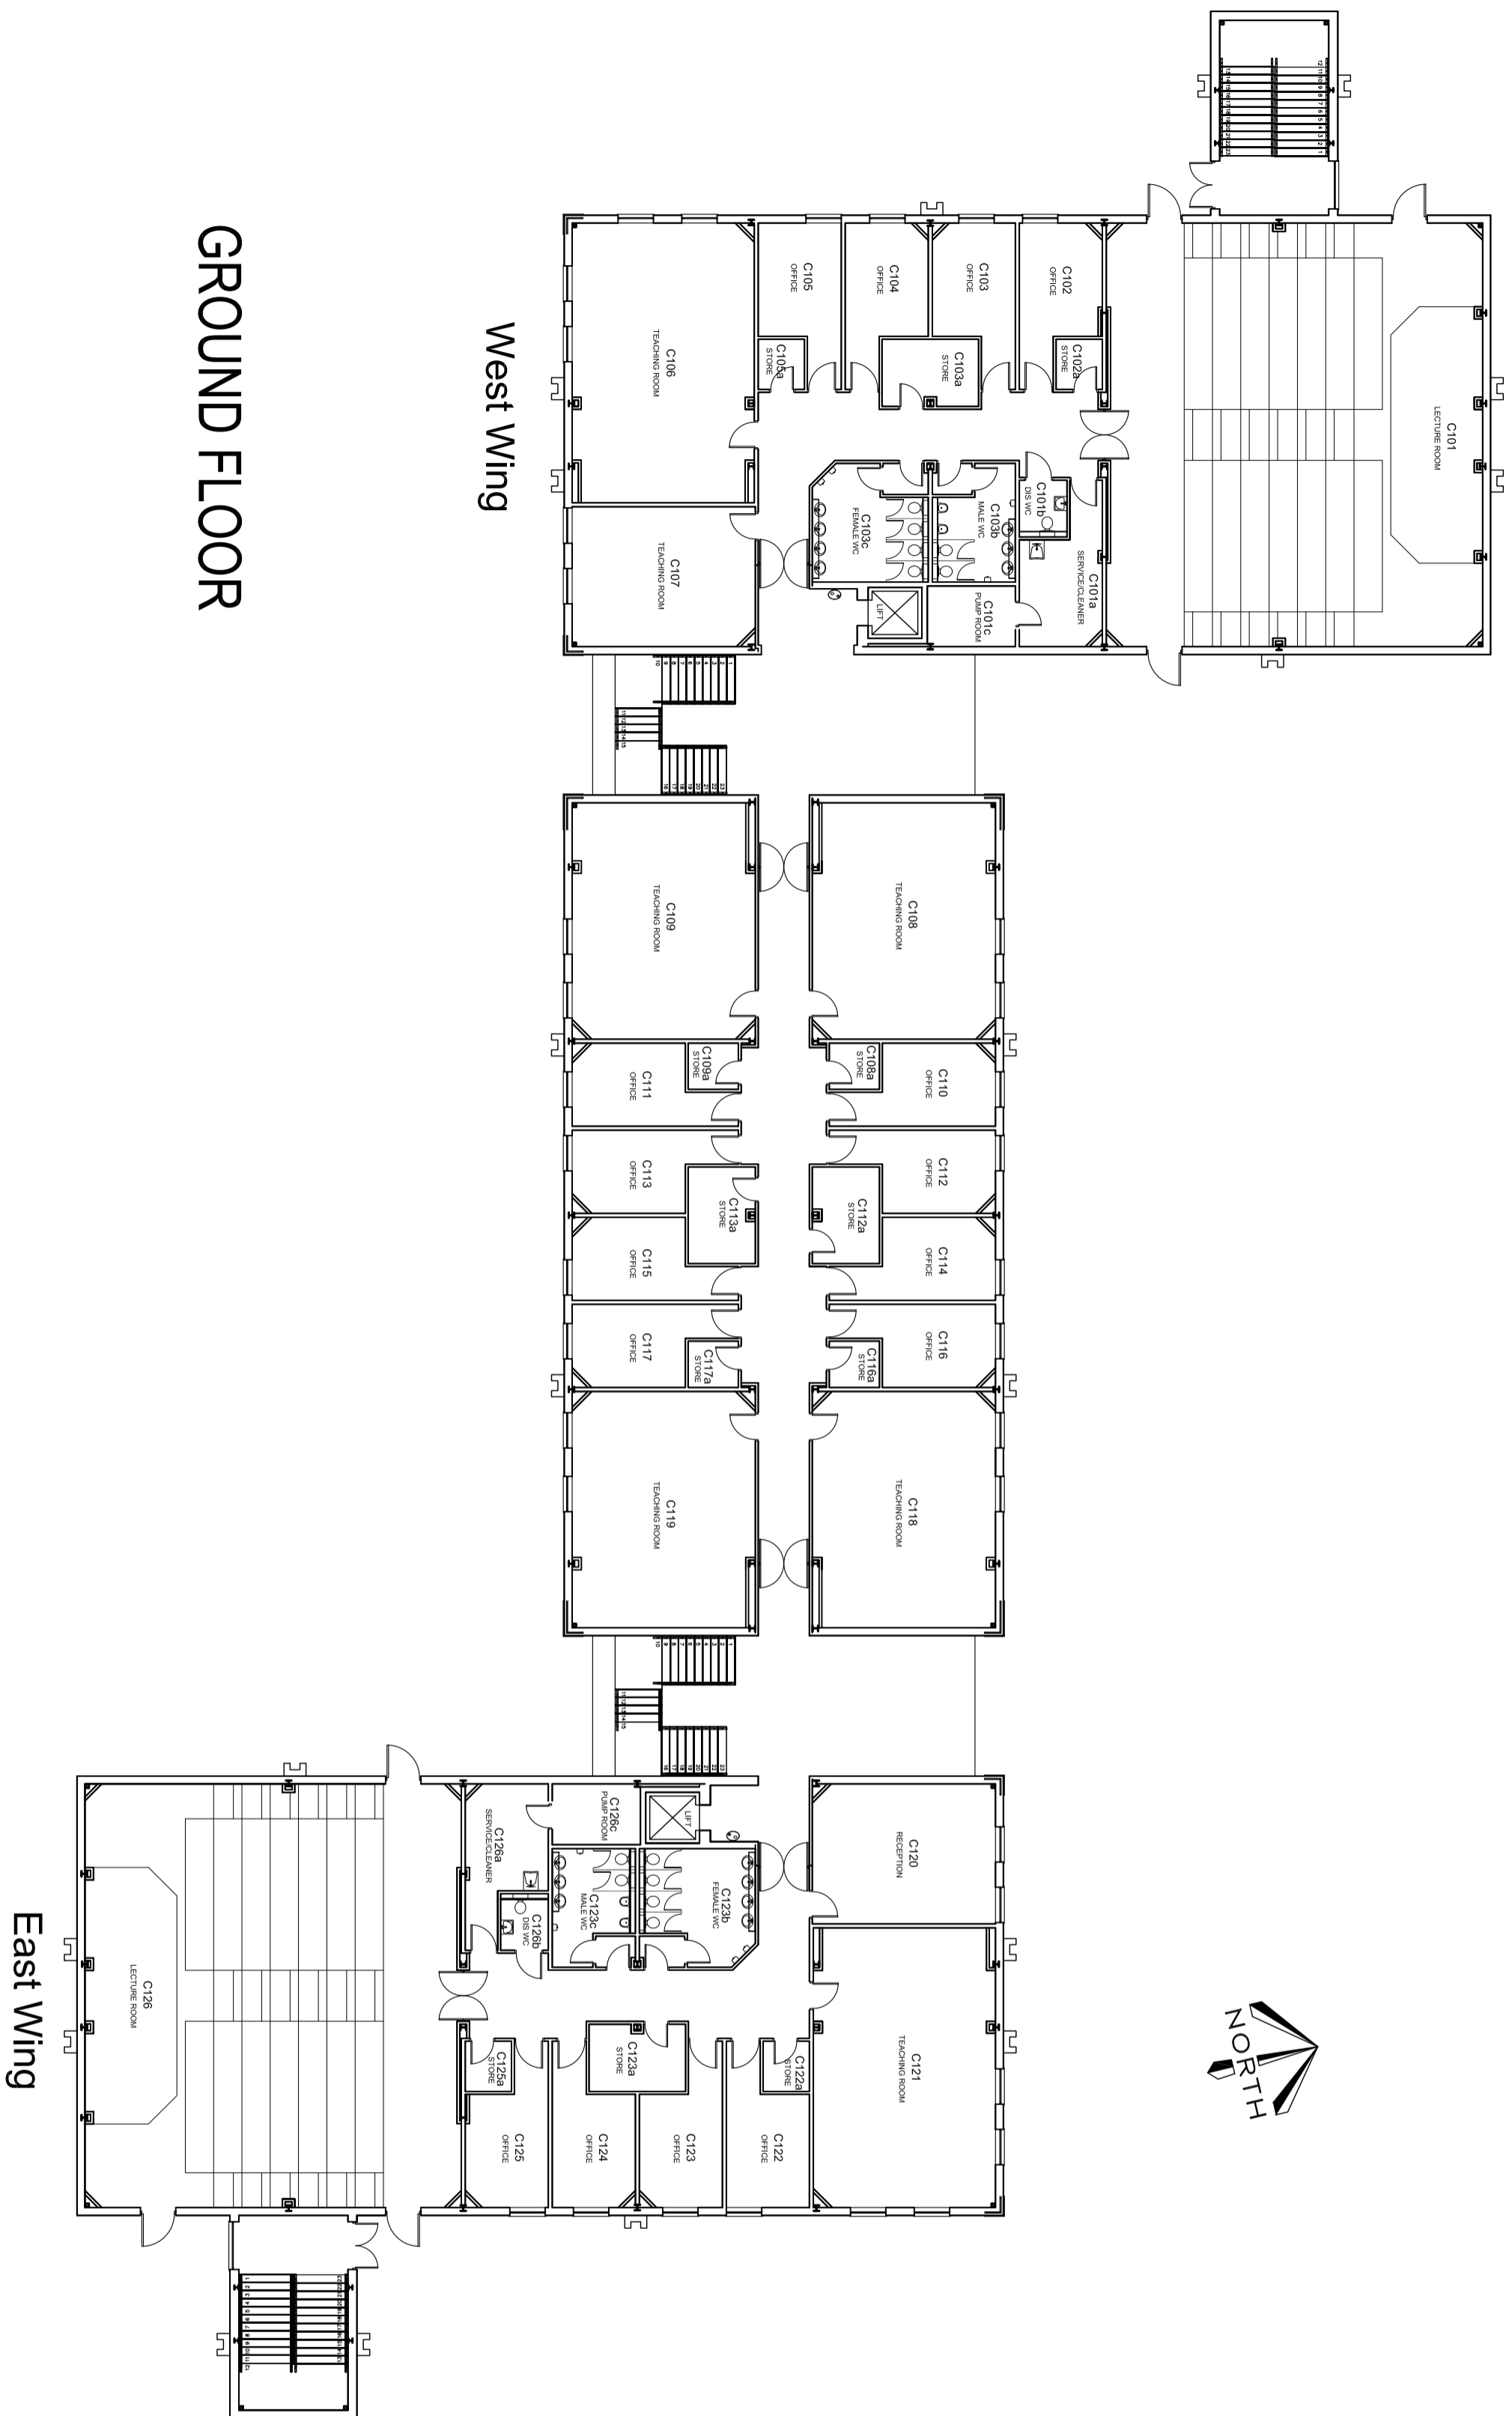 GROUND FLOOR
West Wing
East Wing
NORTH
C101
LECTURE ROOM
C101a
SERVICE/CLEANER
C101b
DIS WC
C101c
PUMP ROOM
LIFT
C102
OFFICE
C102a
STORE
C103
OFFICE
C103a
STORE
C103b
MALE WC
C103c
FEMALE WC
C104
OFFICE
C105
OFFICE
C105a
STORE
C106
TEACHING ROOM
C107
TEACHING ROOM
C108
TEACHING ROOM
C108a
STORE
C109
TEACHING ROOM
C109a
STORE
C110
OFFICE
C111
OFFICE
C112
OFFICE
C112a
STORE
C113
OFFICE
C113a
STORE
C114
OFFICE
C115
OFFICE
C116
OFFICE
C116a
STORE
C117
OFFICE
C117a
STORE
C118
TEACHING ROOM
C119
TEACHING ROOM
C120
RECEPTION
C121
TEACHING ROOM
C122
OFFICE
C122a
STORE
C123
OFFICE
C123a
STORE
C123b
FEMALE WC
C123c
MALE WC
C124
OFFICE
C125
OFFICE
C125a
STORE
C126
LECTURE ROOM
C126a
SERVICE/CLEANER
C126b
DIS WC
C126c
PUMP ROOM
LIFT